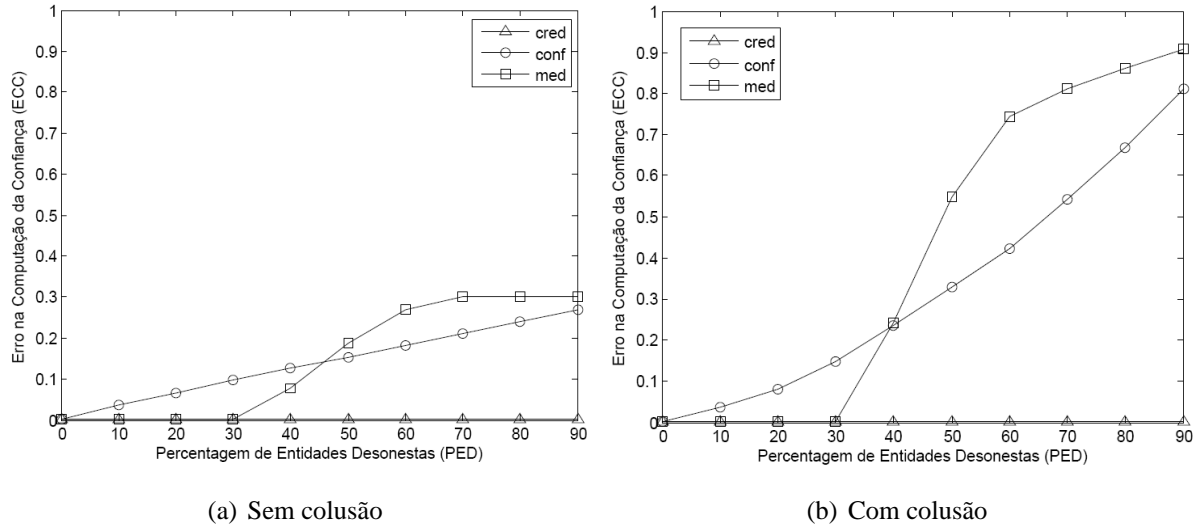 1
0.9
0.8
0.7
0.6
0.5
0.4
0.3
0.2
0.1
0
Erro na Computação da Confiança (ECC)
cred
conf
med
0 10 20 30 40 50 60 70 80 90
Percentagem de Entidades Desonestas (PED)
(a) Sem colusão
1
0.9
0.8
0.7
0.6
0.5
0.4
0.3
0.2
0.1
0
Erro na Computação da Confiança (ECC)
cred
conf
med
0 10 20 30 40 50 60 70 80 90
Percentagem de Entidades Desonestas (PED)
(b) Com colusão